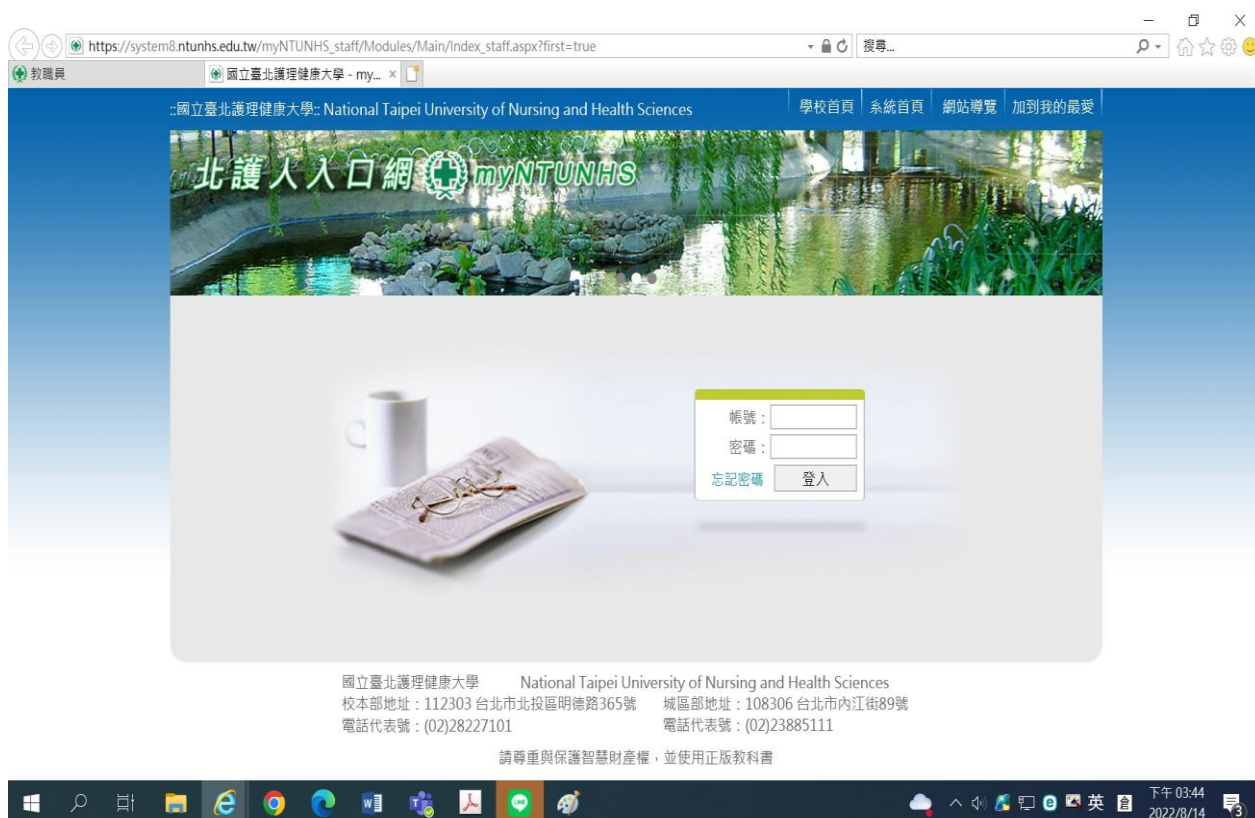 https://system8.ntunhs.edu.tw/myNTUNHS_staff/Modules/Main/Index_staff.aspx?first=true
搜尋...
教職員
國立臺北護理健康大學 - my...
::國立臺北護理健康大學:: National Taipei University of Nursing and Health Sciences
學校首頁 系統首頁 網站導覽 加到我的最愛
北護人入口網 myNTUNHS
帳號：
密碼：
忘記密碼 登入
國立臺北護理健康大學 National Taipei University of Nursing and Health Sciences
校本部地址：112303 台北市北投區明德路365號 城區部地址：108306 台北市內江街89號
電話代表號：(02)28227101 電話代表號：(02)23885111
請尊重與保護智慧財產權，並使用正版教科書
英
下午 03:44
2022/8/14
3